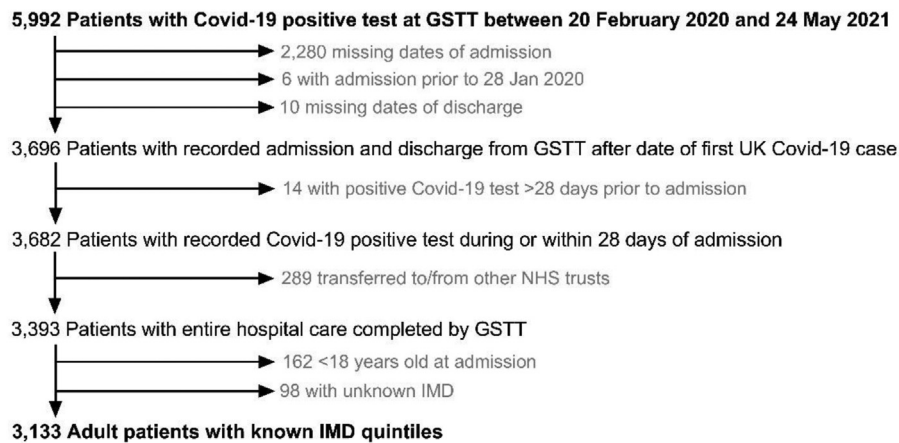 5,992 Patients with Covid-19 positive test at GSTT between 20 February 2020 and 24 May 2021
2,280 missing dates of admission
6 with admission prior to 28 Jan 2020
10 missing dates of discharge
3,696 Patients with recorded admission and discharge from GSTT after date of first UK Covid-19 case
14 with positive Covid-19 test >28 days prior to admission
3,682 Patients with recorded Covid-19 positive test during or within 28 days of admission
289 transferred to/from other NHS trusts
3,393 Patients with entire hospital care completed by GSTT
162 <18 years old at admission
98 with unknown IMD
3,133 Adult patients with known IMD quintiles